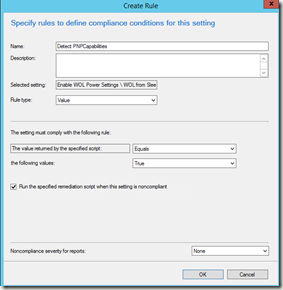 Create Rule
Specify rules to define compliance conditions for this setting
Name:
Detect PNPCapabilities
Description:
Selected setting:
Enable WOL Power Settings \ WOL from Slee
Rule type:
Value
The setting must comply with the following rule:
The value returned by the specified script:
Equals
the following values:
True
Run the specified remediation script when this setting is noncompliant
Noncompliance severity for reports:
None
OK
Cancel